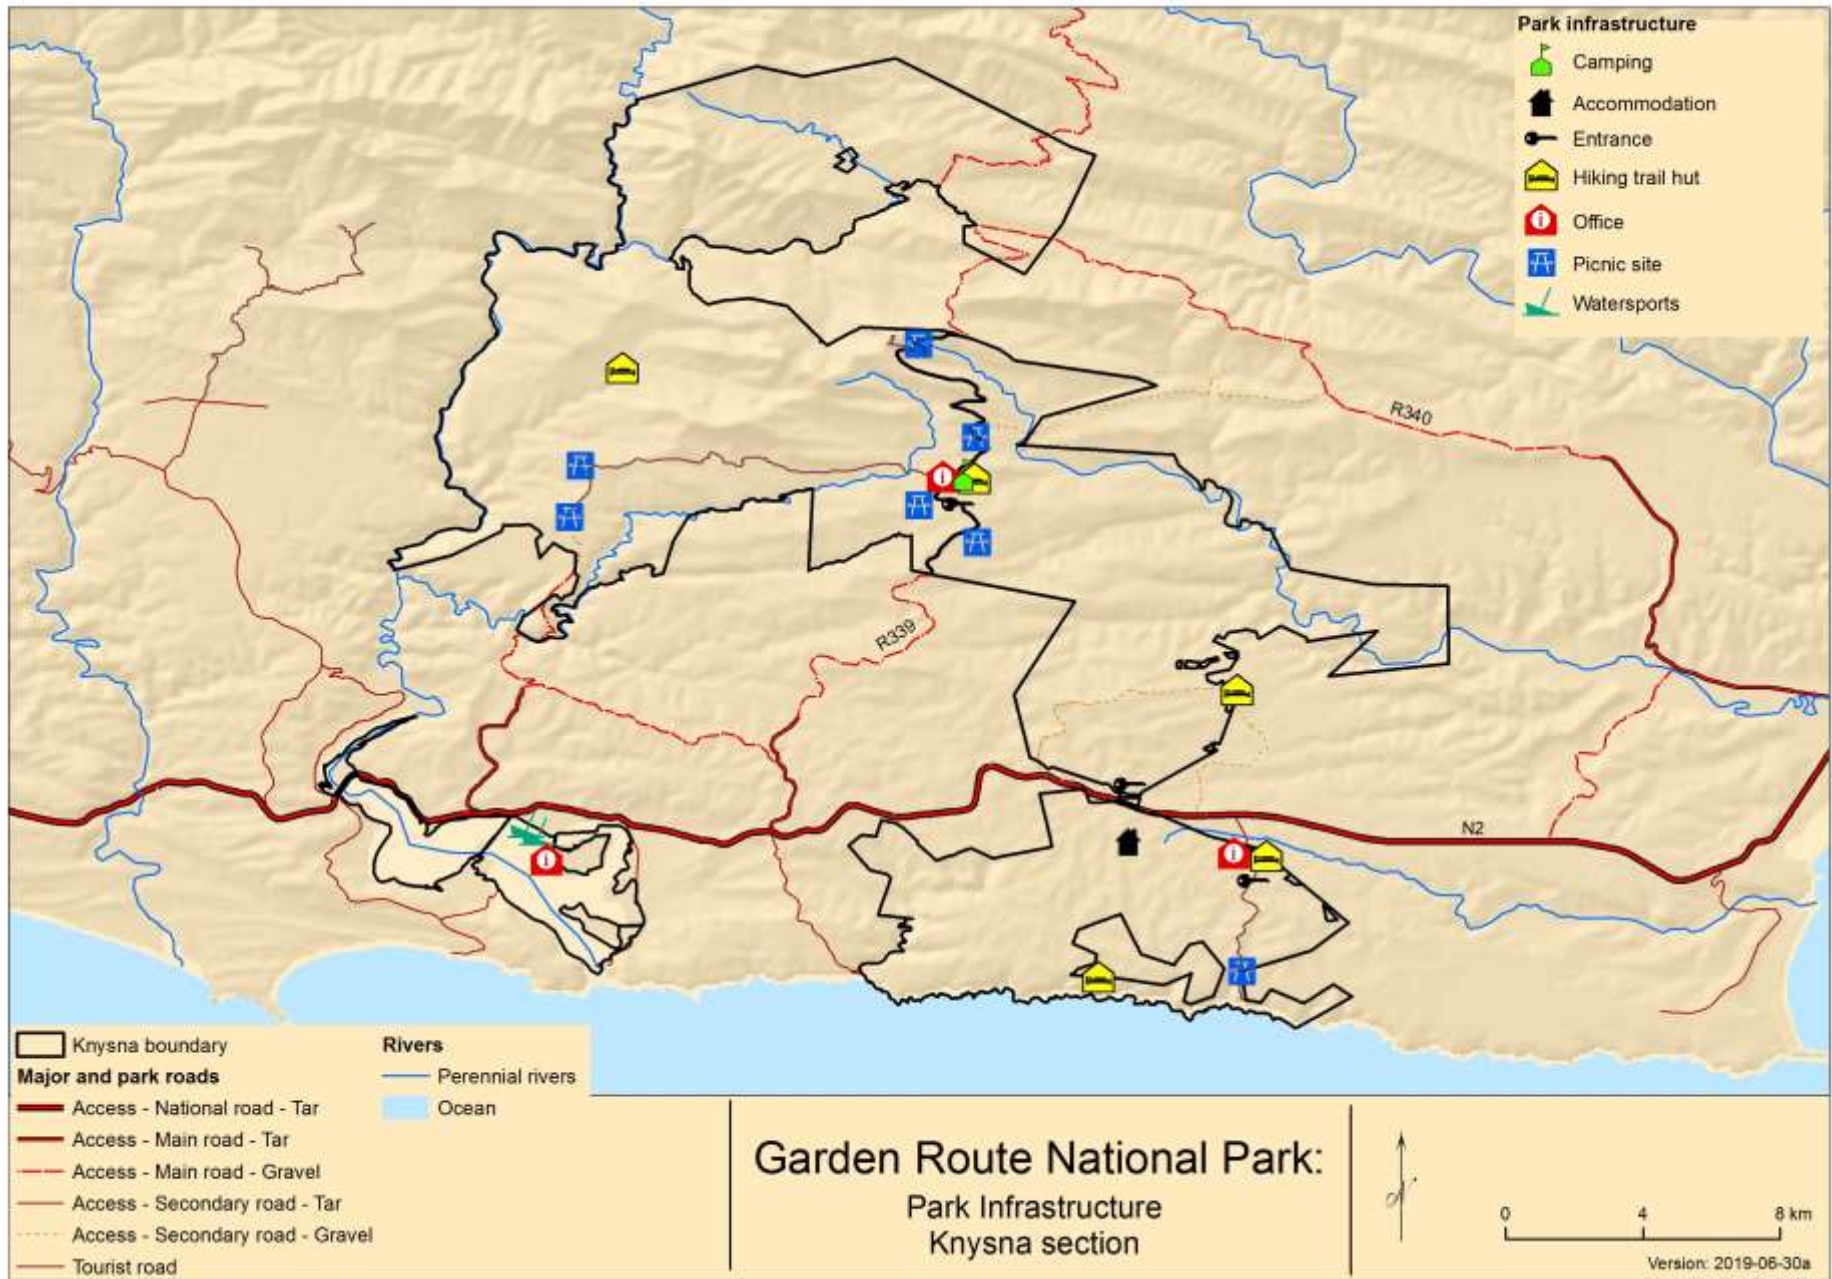 Park infrastructure
Camping
Accommodation
Entrance
Hiking trail hut
Office
Picnic site
Watersports
R340
R339
N2
Knysna boundary
Major and park roads
Access - National road - Tar
Access - Main road - Tar
Access - Main road - Gravel
Access - Secondary road - Tar
Access - Secondary road - Gravel
Tourist road
Rivers
Perennial rivers
Ocean
Garden Route National Park:
Park Infrastructure
Knysna section
N
0 4 8 km
Version: 2019-06-30a